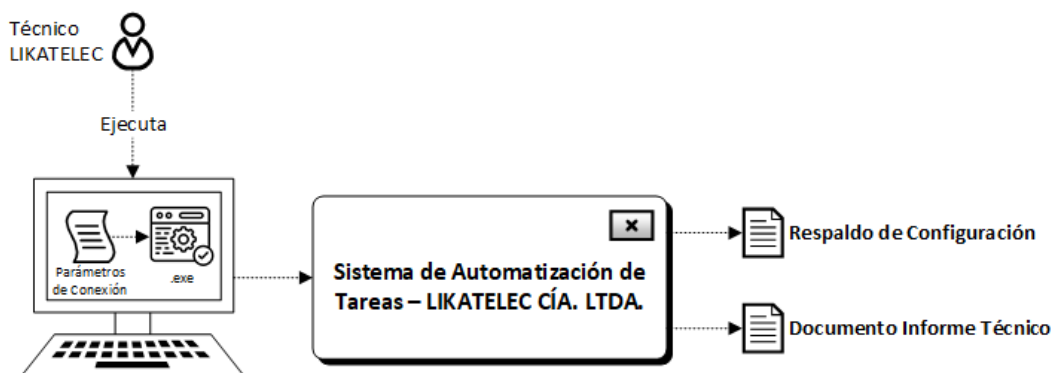 Técnico
LIKATELEC
Ejecuta
Parámetros
de Conexión
.exe
Sistema de Automatización de
Tareas – LIKATELEC CÍA. LTDA.
Respaldo de Configuración
Documento Informe Técnico